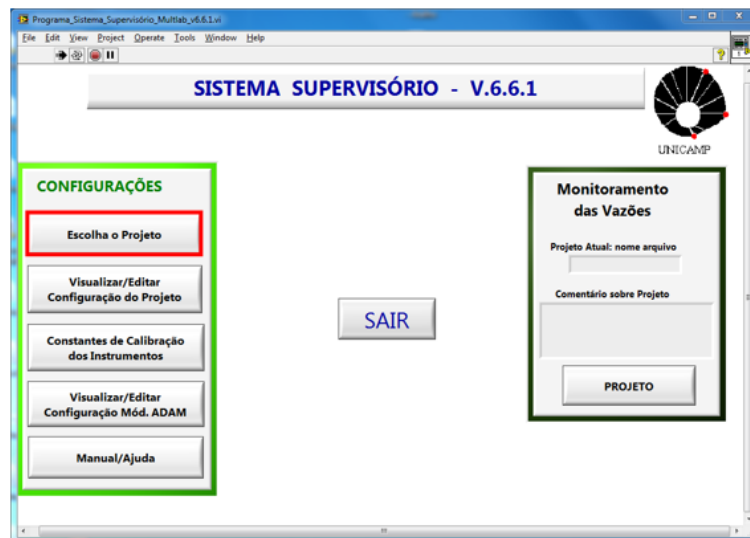 Programa_Sistema_Supervisório_Multlab_v6.6.1.vi
File Edit View Project Operate Tools Window Help
SISTEMA SUPERVISÓRIO - V.6.6.1
UNICAMP
CONFIGURAÇÕES
Escolha o Projeto
Visualizar/Editar
Configuração do Projeto
Constantes de Calibração
dos Instrumentos
Visualizar/Editar
Configuração Mód. ADAM
Manual/Ajuda
SAIR
Monitoramento
das Vazões
Projeto Atual: nome arquivo
Comentário sobre Projeto
PROJETO